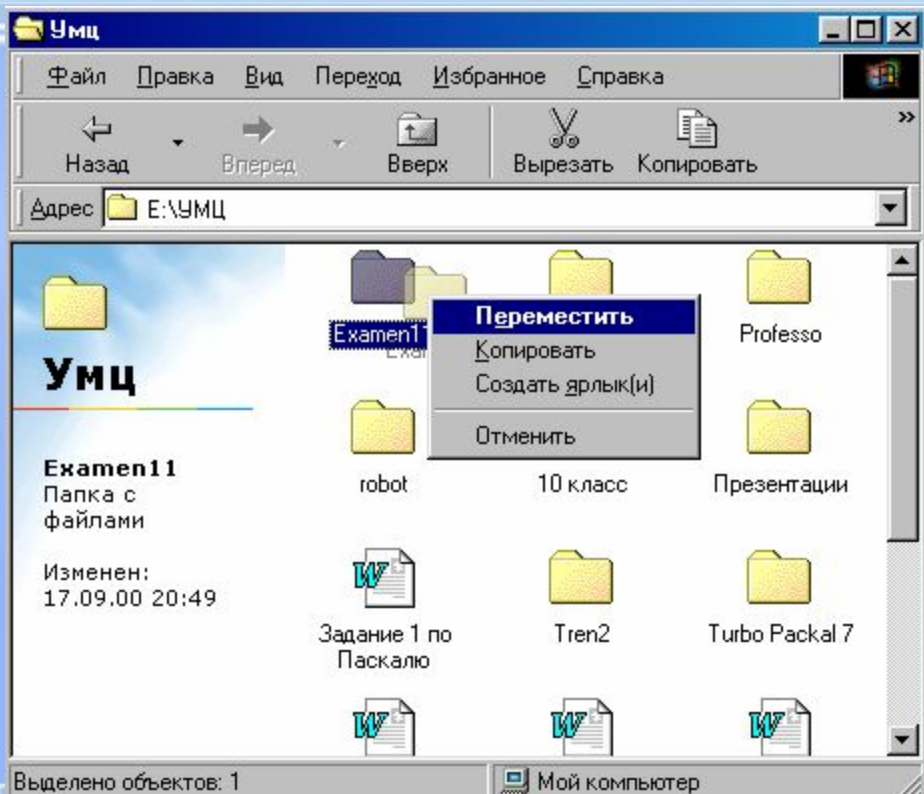 Умц
Файл Правка Вид Переход Избранное Справка
Назад Вперед Вверх Вырезать Копировать »
Адрес E:\УМЦ
Умц
Examen11
Папка с
файлами
Изменен:
17.09.00 20:49
Examen11
Professo
Переместить
Копировать
Создать ярлык(и)
Отменить
robot 10 класс Презентации
Задание 1 по
Паскалю
Tren2 Turbo Packal 7
Выделено объектов: 1 Мой компьютер